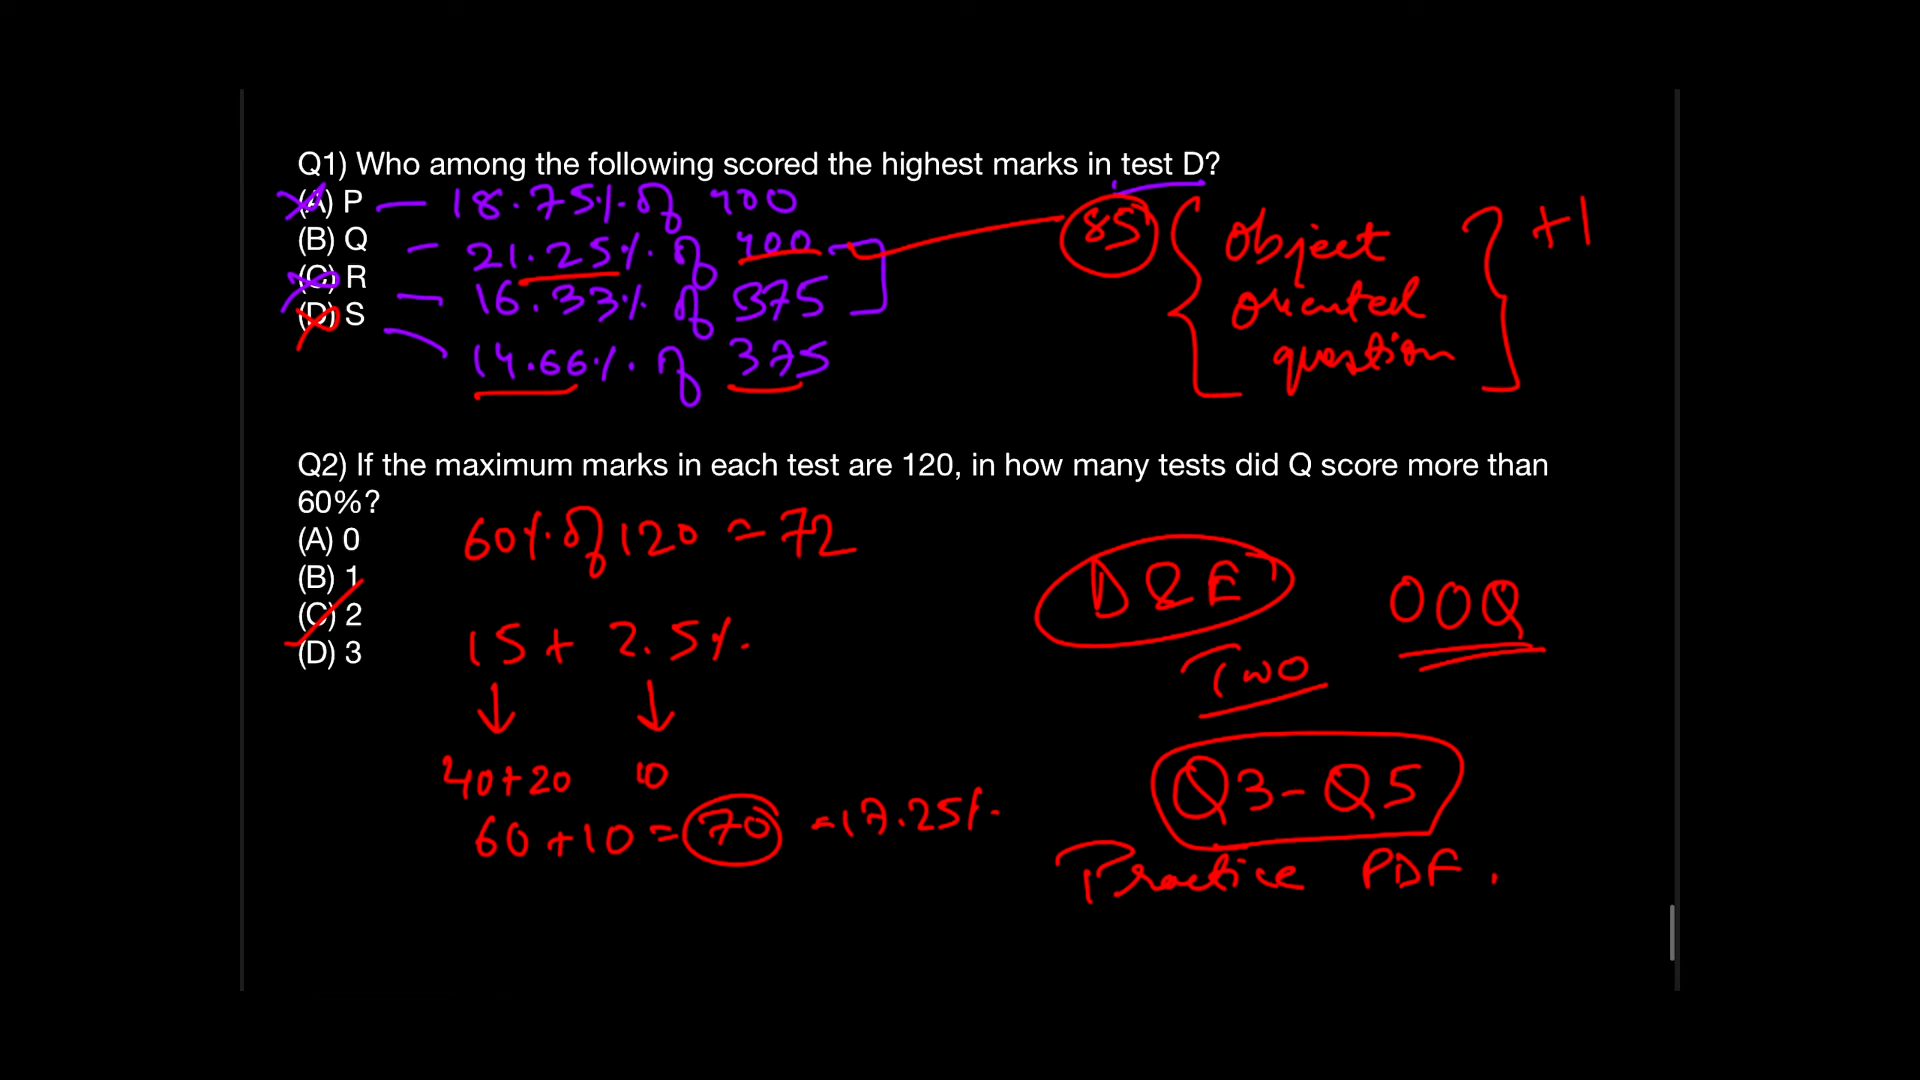 Q1) Who among the following scored the highest marks in test D?
(A) P — 18.75%. of 400
(B) Q — 21.25%. of 400
(C) R — 16.33% of 375
(D) S — 14.66%. of 375
85
object
oriented
question
+1
Q2) If the maximum marks in each test are 120, in how many tests did Q score more than
60%?
(A) 0
(B) 1
(C) 2
(D) 3
60%. of 120 = 72
15 + 2.5%.
40+20 10
60 + 10 = 70 = 17.25%.
D & E
Two
OOQ
Q3-Q5
Practice PDF.